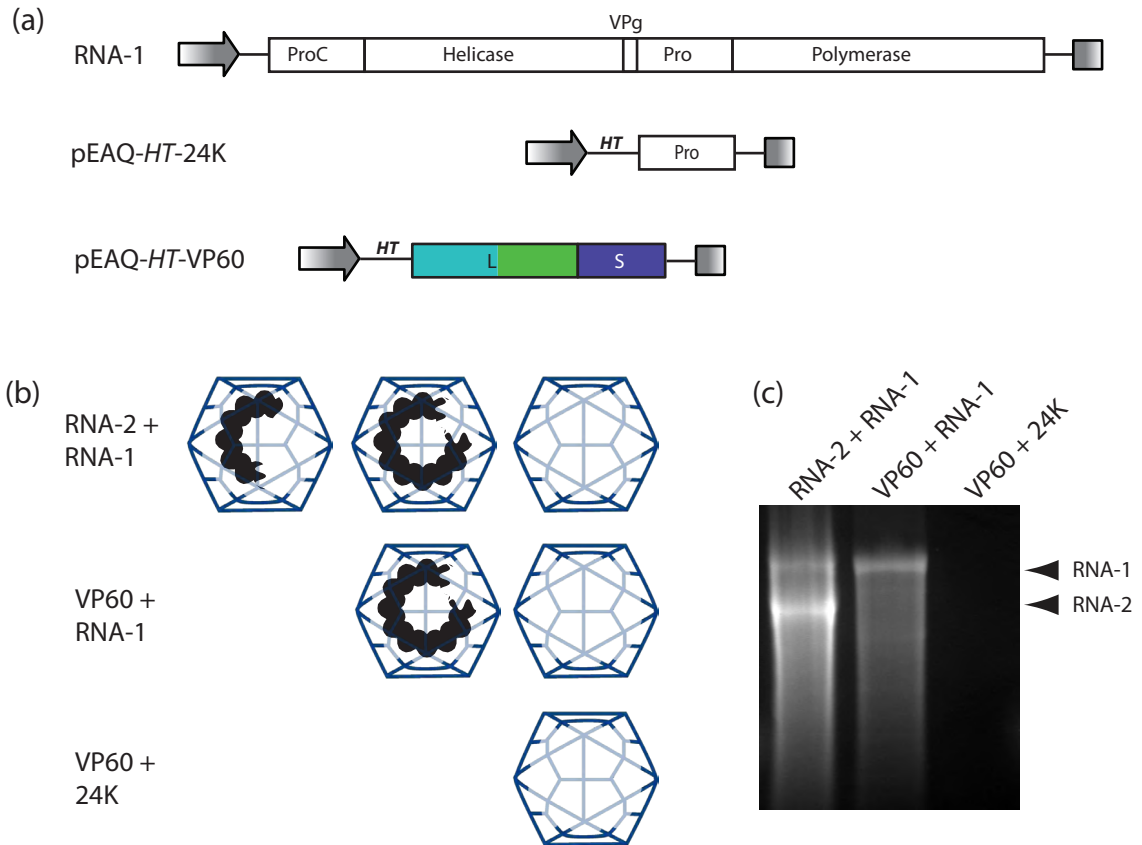 (a)
VPg
RNA-1
ProC
Helicase
Pro
Polymerase
pEAQ-HT-24K
HT
Pro
pEAQ-HT-VP60
HT
L
S
(b)
RNA-2 +
RNA-1
VP60 +
RNA-1
VP60 +
24K
(c)
RNA-2 + RNA-1
VP60 + RNA-1
VP60 + 24K
RNA-1
RNA-2